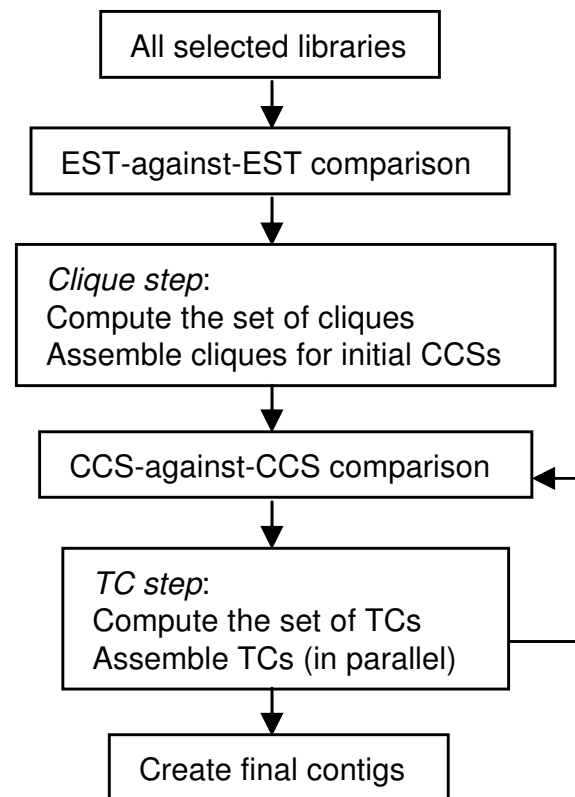 All selected libraries
EST-against-EST comparison
Clique step:
Compute the set of cliques
Assemble cliques for initial CCSs
CCS-against-CCS comparison
TC step:
Compute the set of TCs
Assemble TCs (in parallel)
Create final contigs